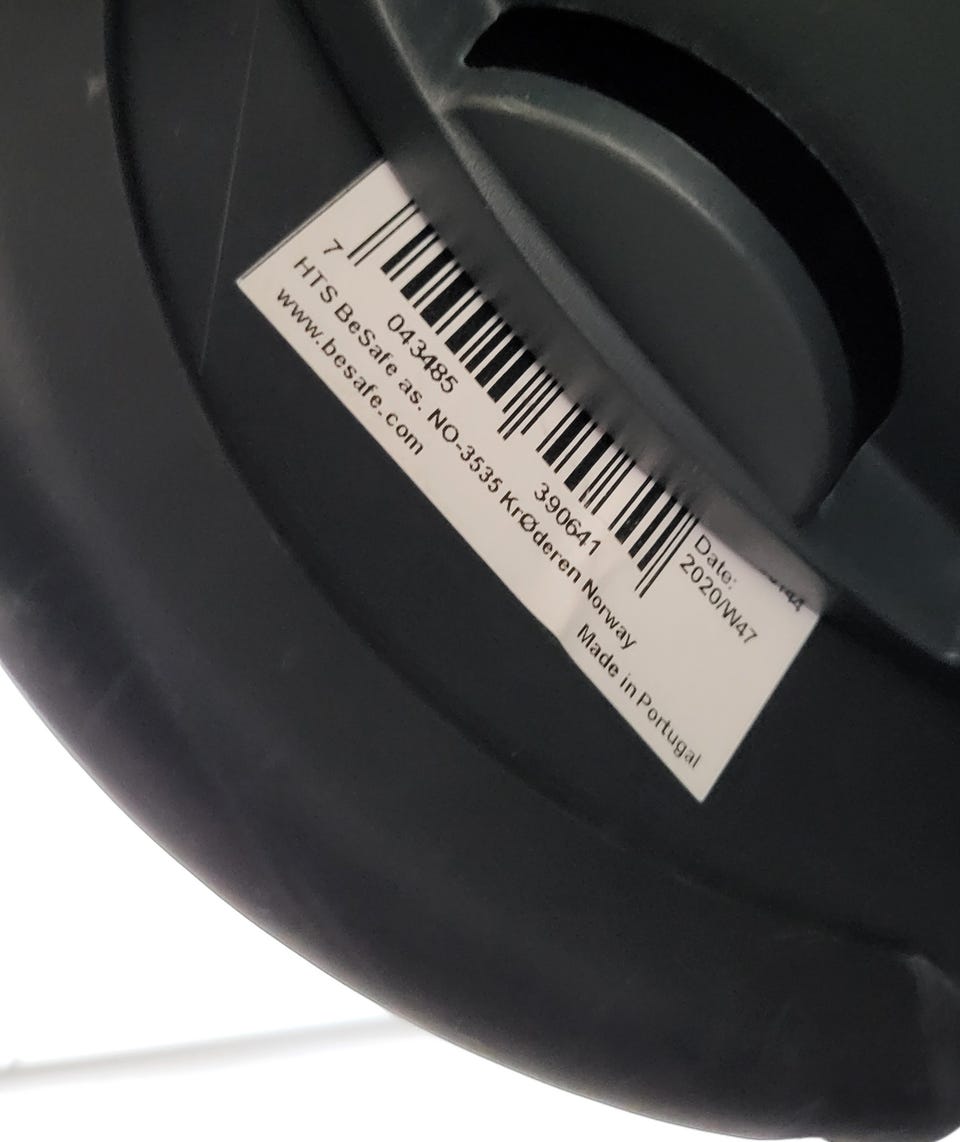 7 043485 390641
Date:
2020/W47
HTS BeSafe as. NO-3535 KrØderen Norway
www.besafe.com
Made in Portugal